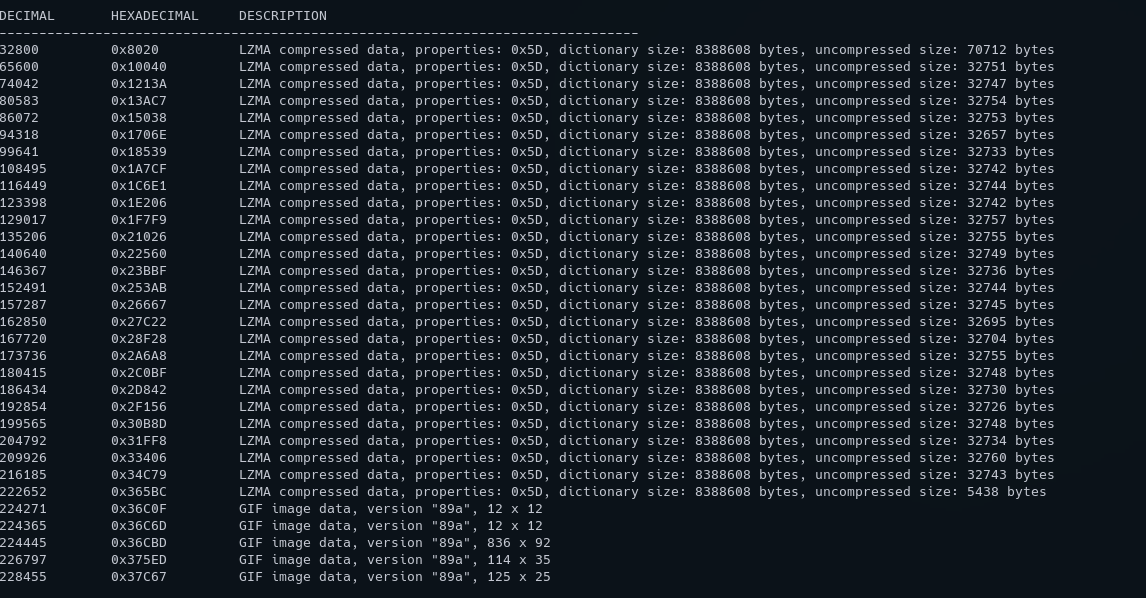 DECIMAL       HEXADECIMAL     DESCRIPTION
--------------------------------------------------------------------------------
32800         0x8020          LZMA compressed data, properties: 0x5D, dictionary size: 8388608 bytes, uncompressed size: 70712 bytes
65600         0x10040         LZMA compressed data, properties: 0x5D, dictionary size: 8388608 bytes, uncompressed size: 32751 bytes
74042         0x1213A         LZMA compressed data, properties: 0x5D, dictionary size: 8388608 bytes, uncompressed size: 32747 bytes
80583         0x13AC7         LZMA compressed data, properties: 0x5D, dictionary size: 8388608 bytes, uncompressed size: 32754 bytes
86072         0x15038         LZMA compressed data, properties: 0x5D, dictionary size: 8388608 bytes, uncompressed size: 32753 bytes
94318         0x1706E         LZMA compressed data, properties: 0x5D, dictionary size: 8388608 bytes, uncompressed size: 32657 bytes
99641         0x18539         LZMA compressed data, properties: 0x5D, dictionary size: 8388608 bytes, uncompressed size: 32733 bytes
108495        0x1A7CF         LZMA compressed data, properties: 0x5D, dictionary size: 8388608 bytes, uncompressed size: 32742 bytes
116449        0x1C6E1         LZMA compressed data, properties: 0x5D, dictionary size: 8388608 bytes, uncompressed size: 32744 bytes
123398        0x1E206         LZMA compressed data, properties: 0x5D, dictionary size: 8388608 bytes, uncompressed size: 32742 bytes
129017        0x1F7F9         LZMA compressed data, properties: 0x5D, dictionary size: 8388608 bytes, uncompressed size: 32757 bytes
135206        0x21026         LZMA compressed data, properties: 0x5D, dictionary size: 8388608 bytes, uncompressed size: 32755 bytes
140640        0x22560         LZMA compressed data, properties: 0x5D, dictionary size: 8388608 bytes, uncompressed size: 32749 bytes
146367        0x23BBF         LZMA compressed data, properties: 0x5D, dictionary size: 8388608 bytes, uncompressed size: 32736 bytes
152491        0x253AB         LZMA compressed data, properties: 0x5D, dictionary size: 8388608 bytes, uncompressed size: 32744 bytes
157287        0x26667         LZMA compressed data, properties: 0x5D, dictionary size: 8388608 bytes, uncompressed size: 32745 bytes
162850        0x27C22         LZMA compressed data, properties: 0x5D, dictionary size: 8388608 bytes, uncompressed size: 32695 bytes
167720        0x28F28         LZMA compressed data, properties: 0x5D, dictionary size: 8388608 bytes, uncompressed size: 32704 bytes
173736        0x2A6A8         LZMA compressed data, properties: 0x5D, dictionary size: 8388608 bytes, uncompressed size: 32755 bytes
180415        0x2C0BF         LZMA compressed data, properties: 0x5D, dictionary size: 8388608 bytes, uncompressed size: 32748 bytes
186434        0x2D842         LZMA compressed data, properties: 0x5D, dictionary size: 8388608 bytes, uncompressed size: 32730 bytes
192854        0x2F156         LZMA compressed data, properties: 0x5D, dictionary size: 8388608 bytes, uncompressed size: 32726 bytes
199565        0x30B8D         LZMA compressed data, properties: 0x5D, dictionary size: 8388608 bytes, uncompressed size: 32748 bytes
204792        0x31FF8         LZMA compressed data, properties: 0x5D, dictionary size: 8388608 bytes, uncompressed size: 32734 bytes
209926        0x33406         LZMA compressed data, properties: 0x5D, dictionary size: 8388608 bytes, uncompressed size: 32760 bytes
216185        0x34C79         LZMA compressed data, properties: 0x5D, dictionary size: 8388608 bytes, uncompressed size: 32743 bytes
222652        0x365BC         LZMA compressed data, properties: 0x5D, dictionary size: 8388608 bytes, uncompressed size: 5438 bytes
224271        0x36C0F         GIF image data, version "89a", 12 x 12
224365        0x36C6D         GIF image data, version "89a", 12 x 12
224445        0x36CBD         GIF image data, version "89a", 836 x 92
226797        0x375ED         GIF image data, version "89a", 114 x 35
228455        0x37C67         GIF image data, version "89a", 125 x 25